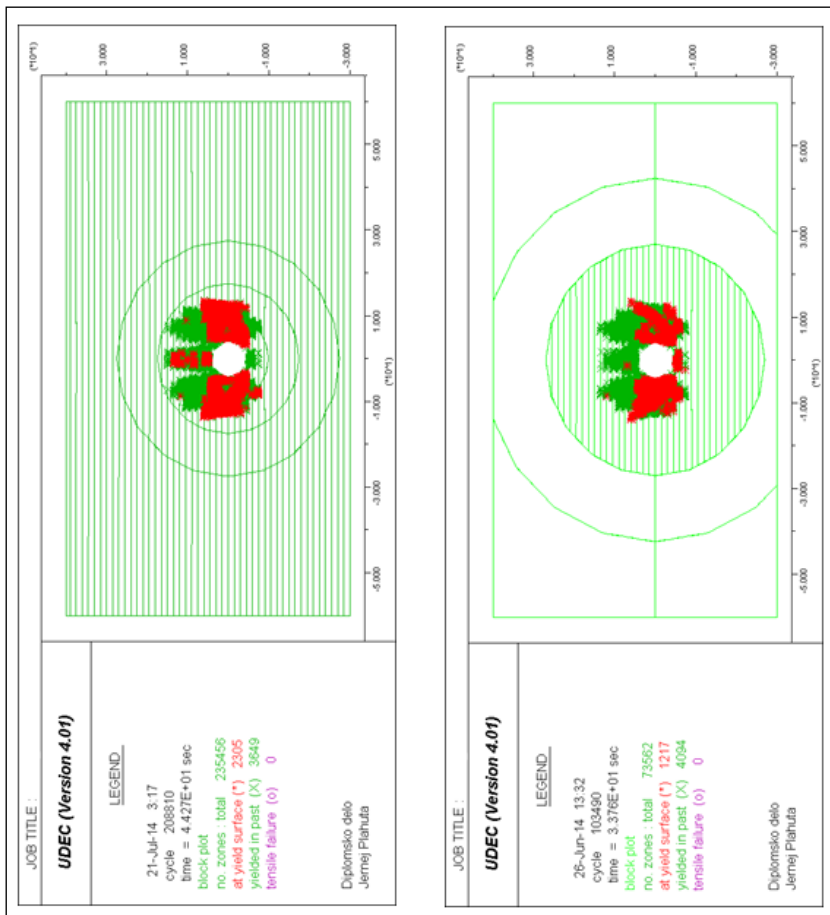 JOB TITLE :
(*10^1)
UDEC (Version 4.01)
LEGEND
21-Jul-14 3:17
cycle 208810
time = 4.427E+01 sec
block plot
no. zones : total 235456
at yield surface (*) 2305
yielded in past (X) 3649
tensile failure (o) 0
Diplomsko delo
Jernej Plahuta
3.000
1.000
-1.000
-3.000
-5.000
-3.000
-1.000
1.000
3.000
5.000
(*10^1)
JOB TITLE :
(*10^1)
UDEC (Version 4.01)
LEGEND
26-Jun-14 13:32
cycle 103490
time = 3.376E+01 sec
block plot
no. zones : total 73562
at yield surface (*) 1217
yielded in past (X) 4094
tensile failure (o) 0
Diplomsko delo
Jernej Plahuta
3.000
1.000
-1.000
-3.000
-5.000
-3.000
-1.000
1.000
3.000
5.000
(*10^1)